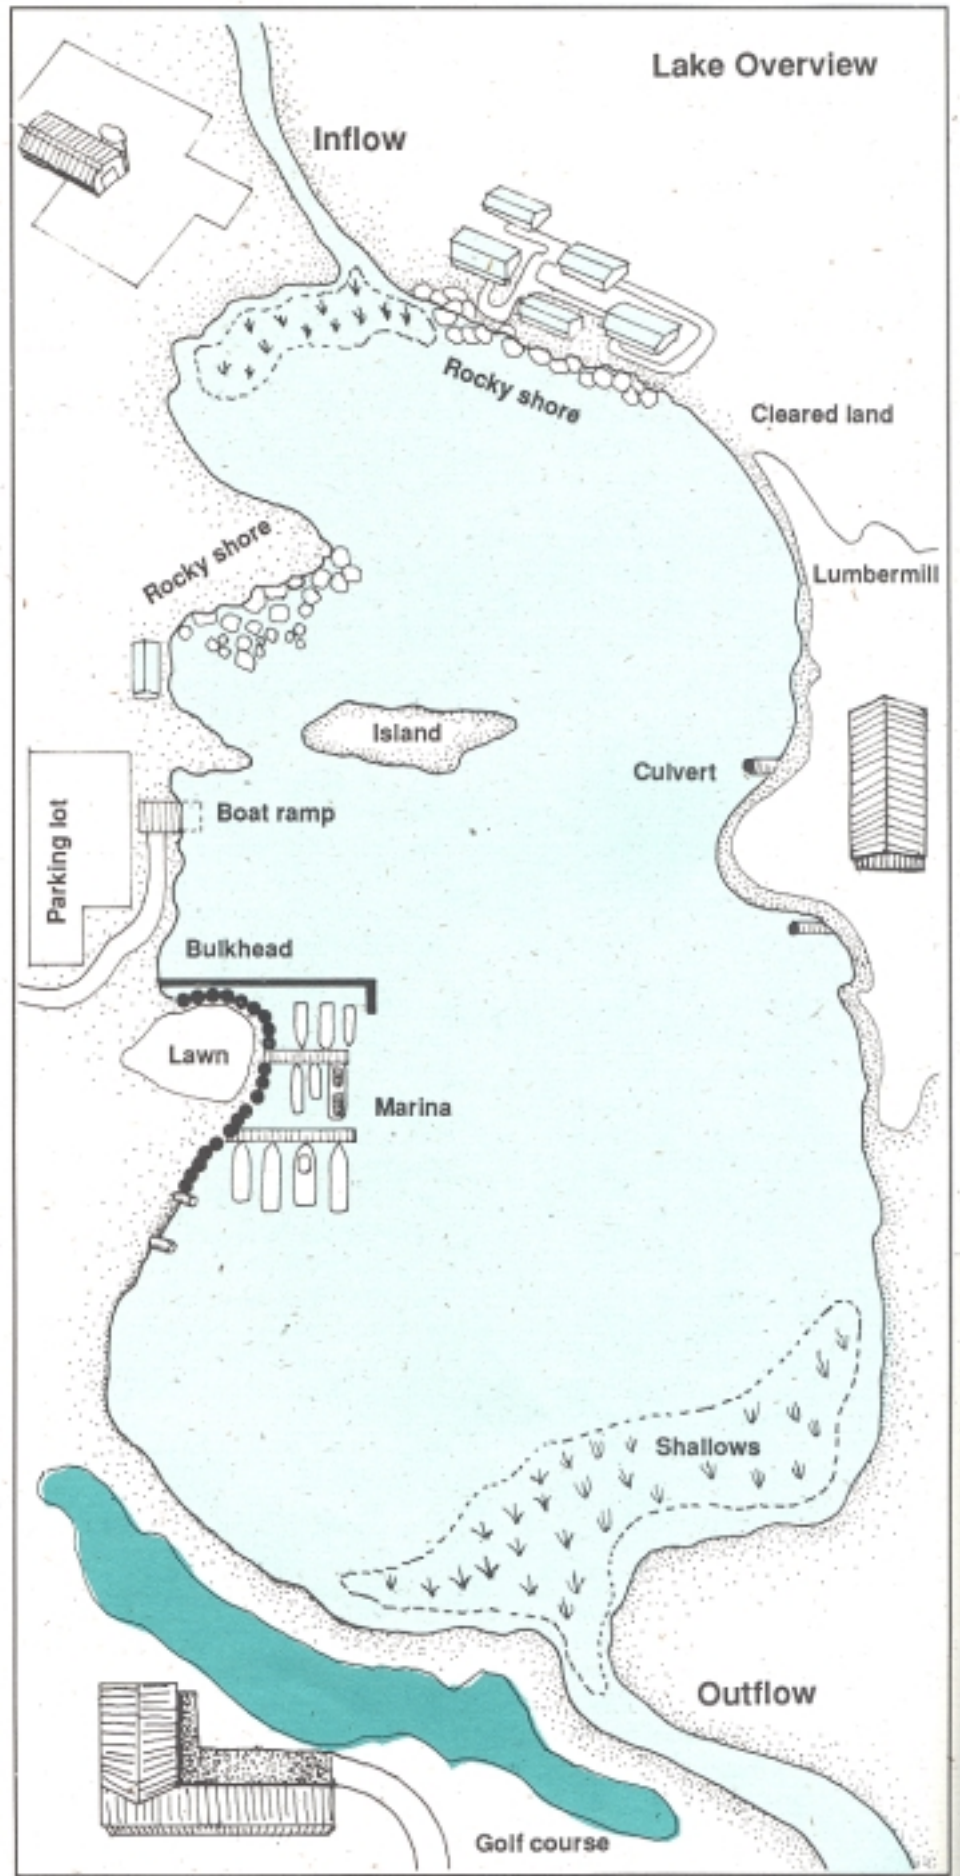 Lake Overview
Inflow
Rocky shore
Cleared land
Rocky shore
Lumbermill
Island
Culvert
Boat ramp
Parking lot
Bulkhead
Lawn
Marina
Shallows
Outflow
Golf course